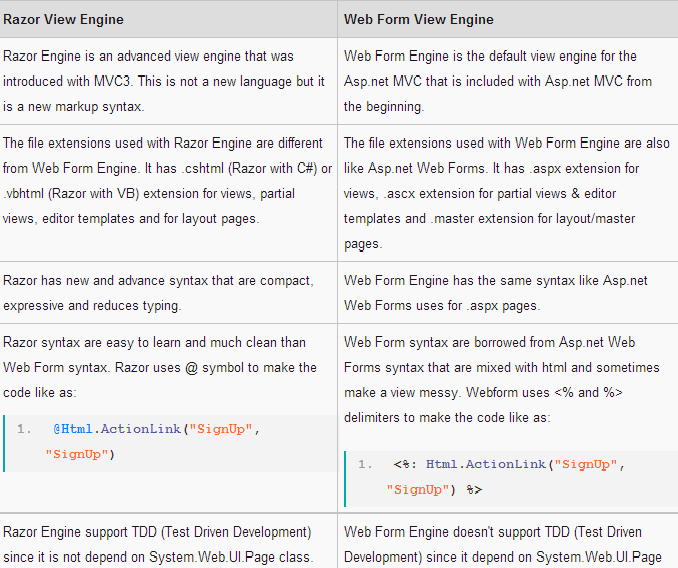 Razor View Engine
Web Form View Engine
Razor Engine is an advanced view engine that was
introduced with MVC3. This is not a new language but it
is a new markup syntax.
Web Form Engine is the default view engine for the
Asp.net MVC that is included with Asp.net MVC from
the beginning.
The file extensions used with Razor Engine are different
from Web Form Engine. It has .cshtml (Razor with C#) or
.vbhtml (Razor with VB) extension for views, partial
views, editor templates and for layout pages.
The file extensions used with Web Form Engine are also
like Asp.net Web Forms. It has .aspx extension for
views, .ascx extension for partial views & editor
templates and .master extension for layout/master
pages.
Razor has new and advance syntax that are compact,
expressive and reduces typing.
Web Form Engine has the same syntax like Asp.net
Web Forms uses for .aspx pages.
Razor syntax are easy to learn and much clean than
Web Form syntax. Razor uses @ symbol to make the
code like as:
1. @Html.ActionLink("SignUp",
"SignUp")
Web Form syntax are borrowed from Asp.net Web
Forms syntax that are mixed with html and sometimes
make a view messy. Webform uses <% and %>
delimiters to make the code like as:
1. <%: Html.ActionLink("SignUp",
"SignUp") %>
Razor Engine support TDD (Test Driven Development)
since it is not depend on System.Web.UI.Page class.
Web Form Engine doesn't support TDD (Test Driven
Development) since it depend on System.Web.UI.Page